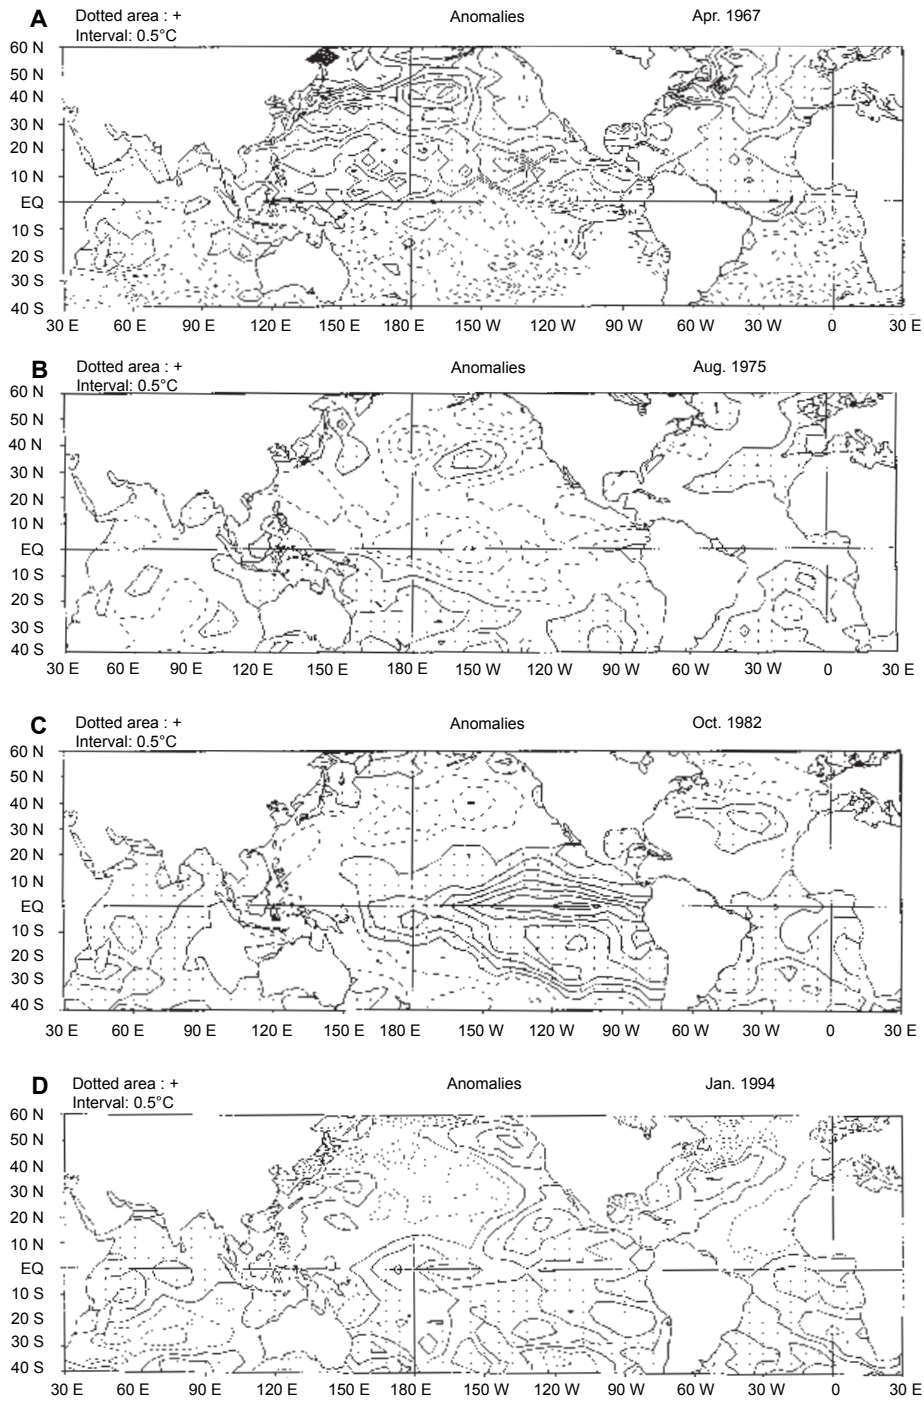 A
Dotted area : + Anomalies Apr. 1967
Interval: 0.5°C
60 N
50 N
40 N
30 N
20 N
10 N
EQ
10 S
20 S
30 S
40 S
30 E 60 E 90 E 120 E 150 E 180 E 150 W 120 W 90 W 60 W 30 W 0 30 E
B
Dotted area : + Anomalies Aug. 1975
Interval: 0.5°C
60 N
50 N
40 N
30 N
20 N
10 N
EQ
10 S
20 S
30 S
40 S
30 E 60 E 90 E 120 E 150 E 180 E 150 W 120 W 90 W 60 W 30 W 0 30 E
C
Dotted area : + Anomalies Oct. 1982
Interval: 0.5°C
60 N
50 N
40 N
30 N
20 N
10 N
EQ
10 S
20 S
30 S
40 S
30 E 60 E 90 E 120 E 150 E 180 E 150 W 120 W 90 W 60 W 30 W 0 30 E
D
Dotted area : + Anomalies Jan. 1994
Interval: 0.5°C
60 N
50 N
40 N
30 N
20 N
10 N
EQ
10 S
20 S
30 S
40 S
30 E 60 E 90 E 120 E 150 E 180 E 150 W 120 W 90 W 60 W 30 W 0 30 E